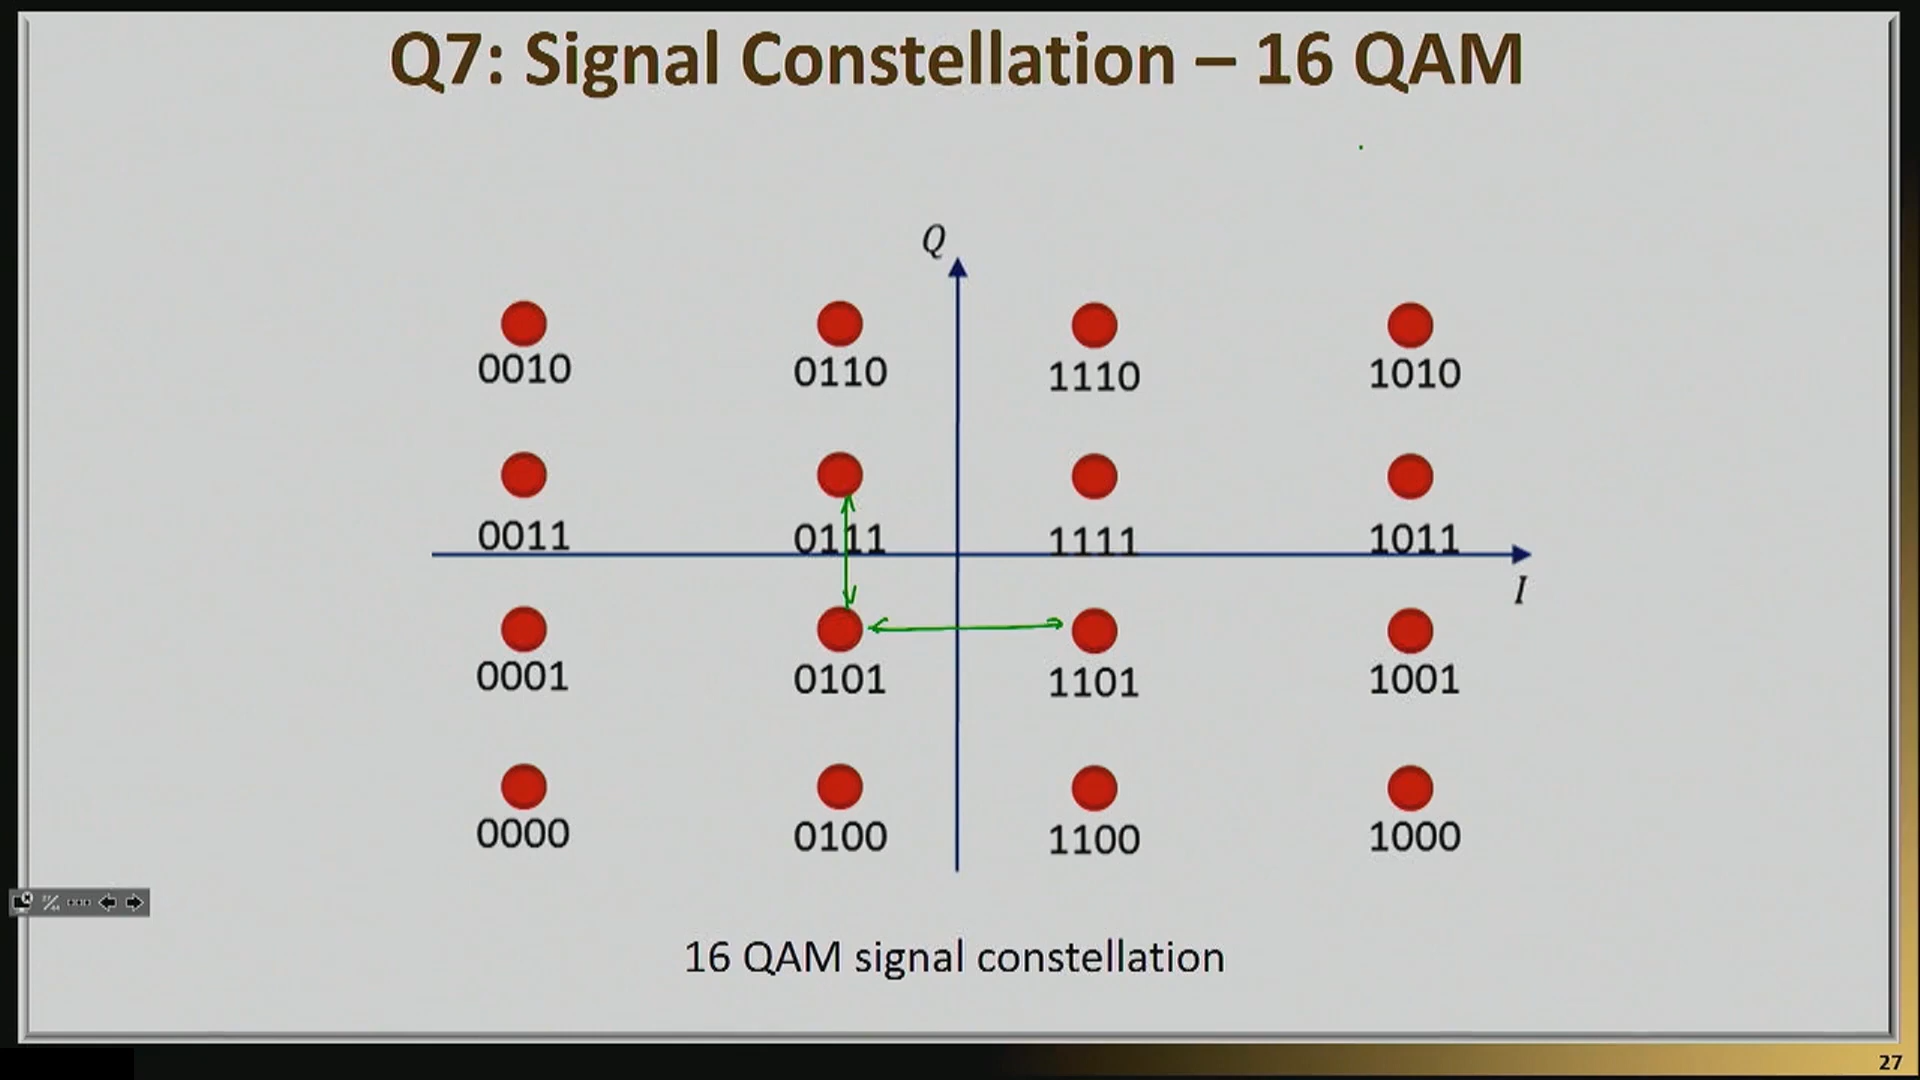 Q7: Signal Constellation – 16 QAM
Q
0010 0110 1110 1010
0011 0111 1111 1011
I
0001 0101 1101 1001
0000 0100 1100 1000
16 QAM signal constellation
27